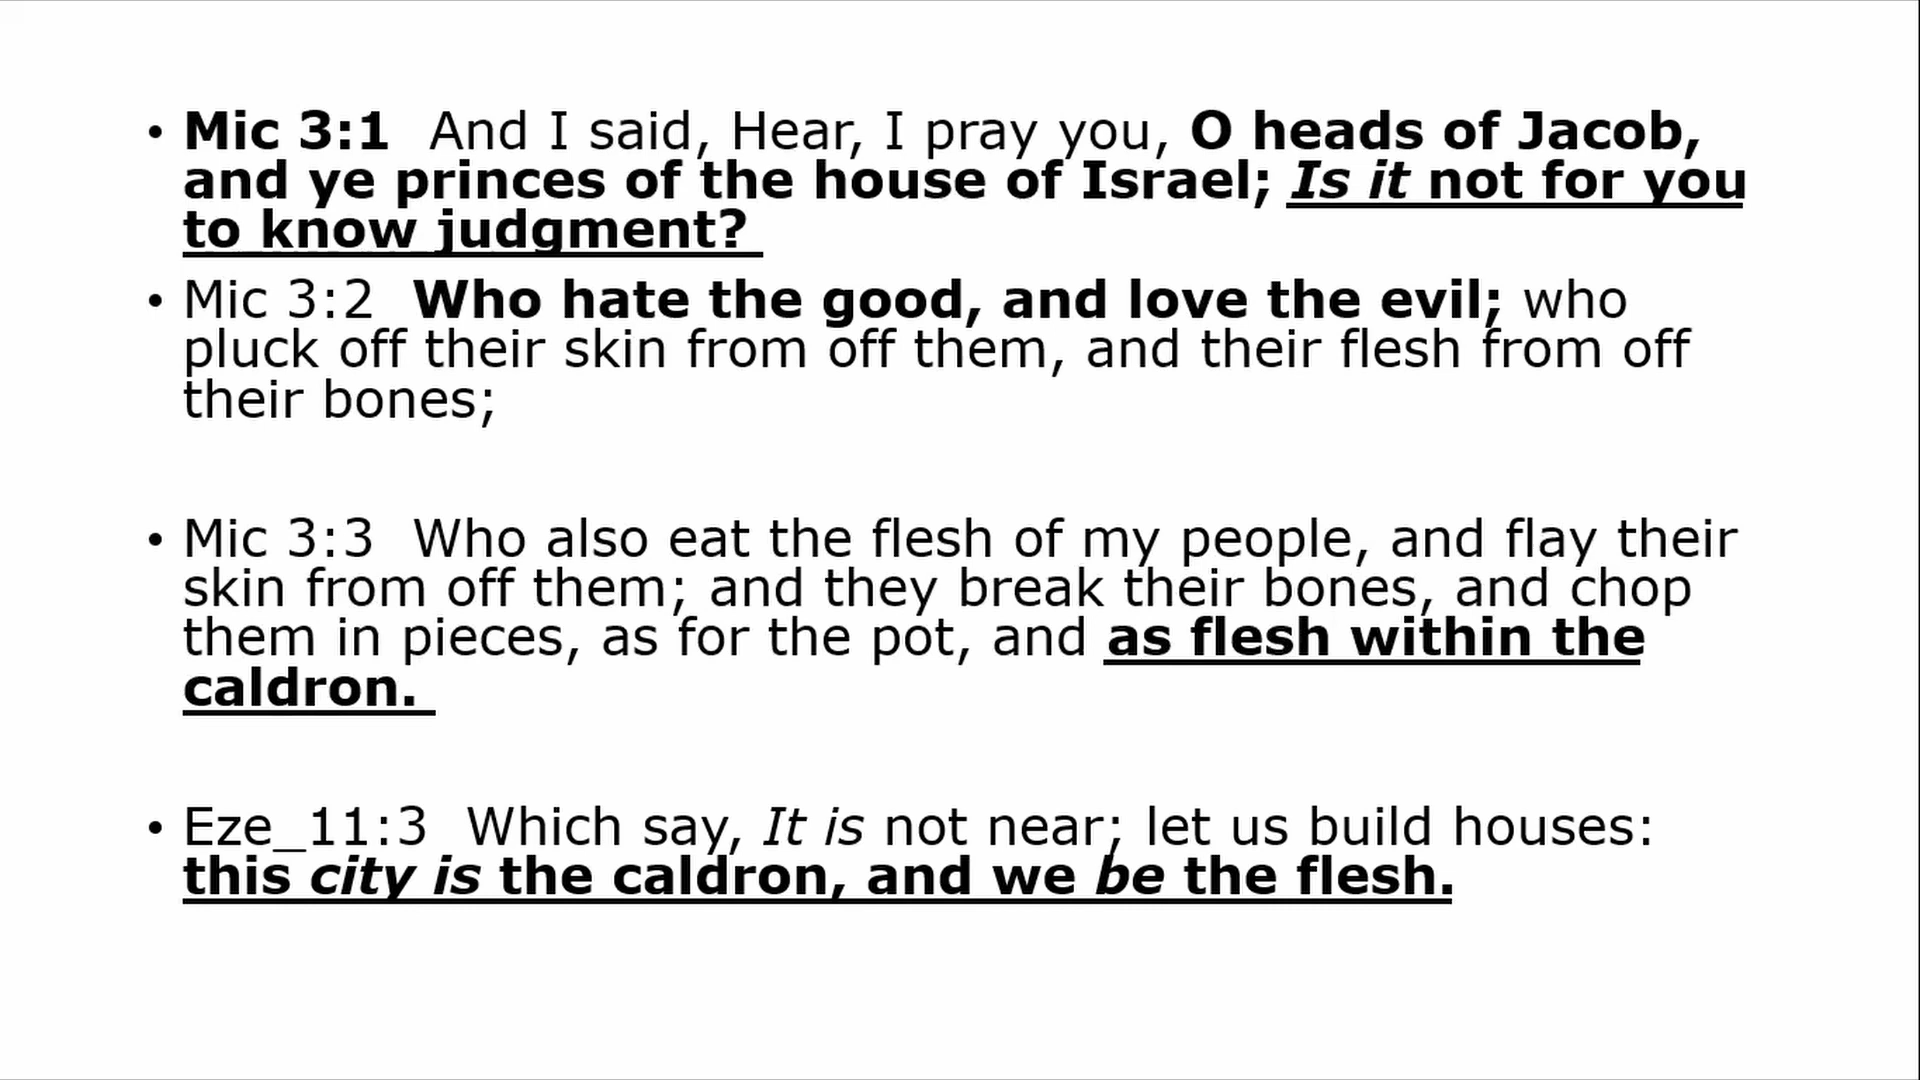 • Mic 3:1  And I said, Hear, I pray you, O heads of Jacob,
and ye princes of the house of Israel; Is it not for you
to know judgment?
• Mic 3:2  Who hate the good, and love the evil; who
pluck off their skin from off them, and their flesh from off
their bones;
• Mic 3:3  Who also eat the flesh of my people, and flay their
skin from off them; and they break their bones, and chop
them in pieces, as for the pot, and as flesh within the
caldron.
• Eze_11:3  Which say, It is not near; let us build houses:
this city is the caldron, and we be the flesh.